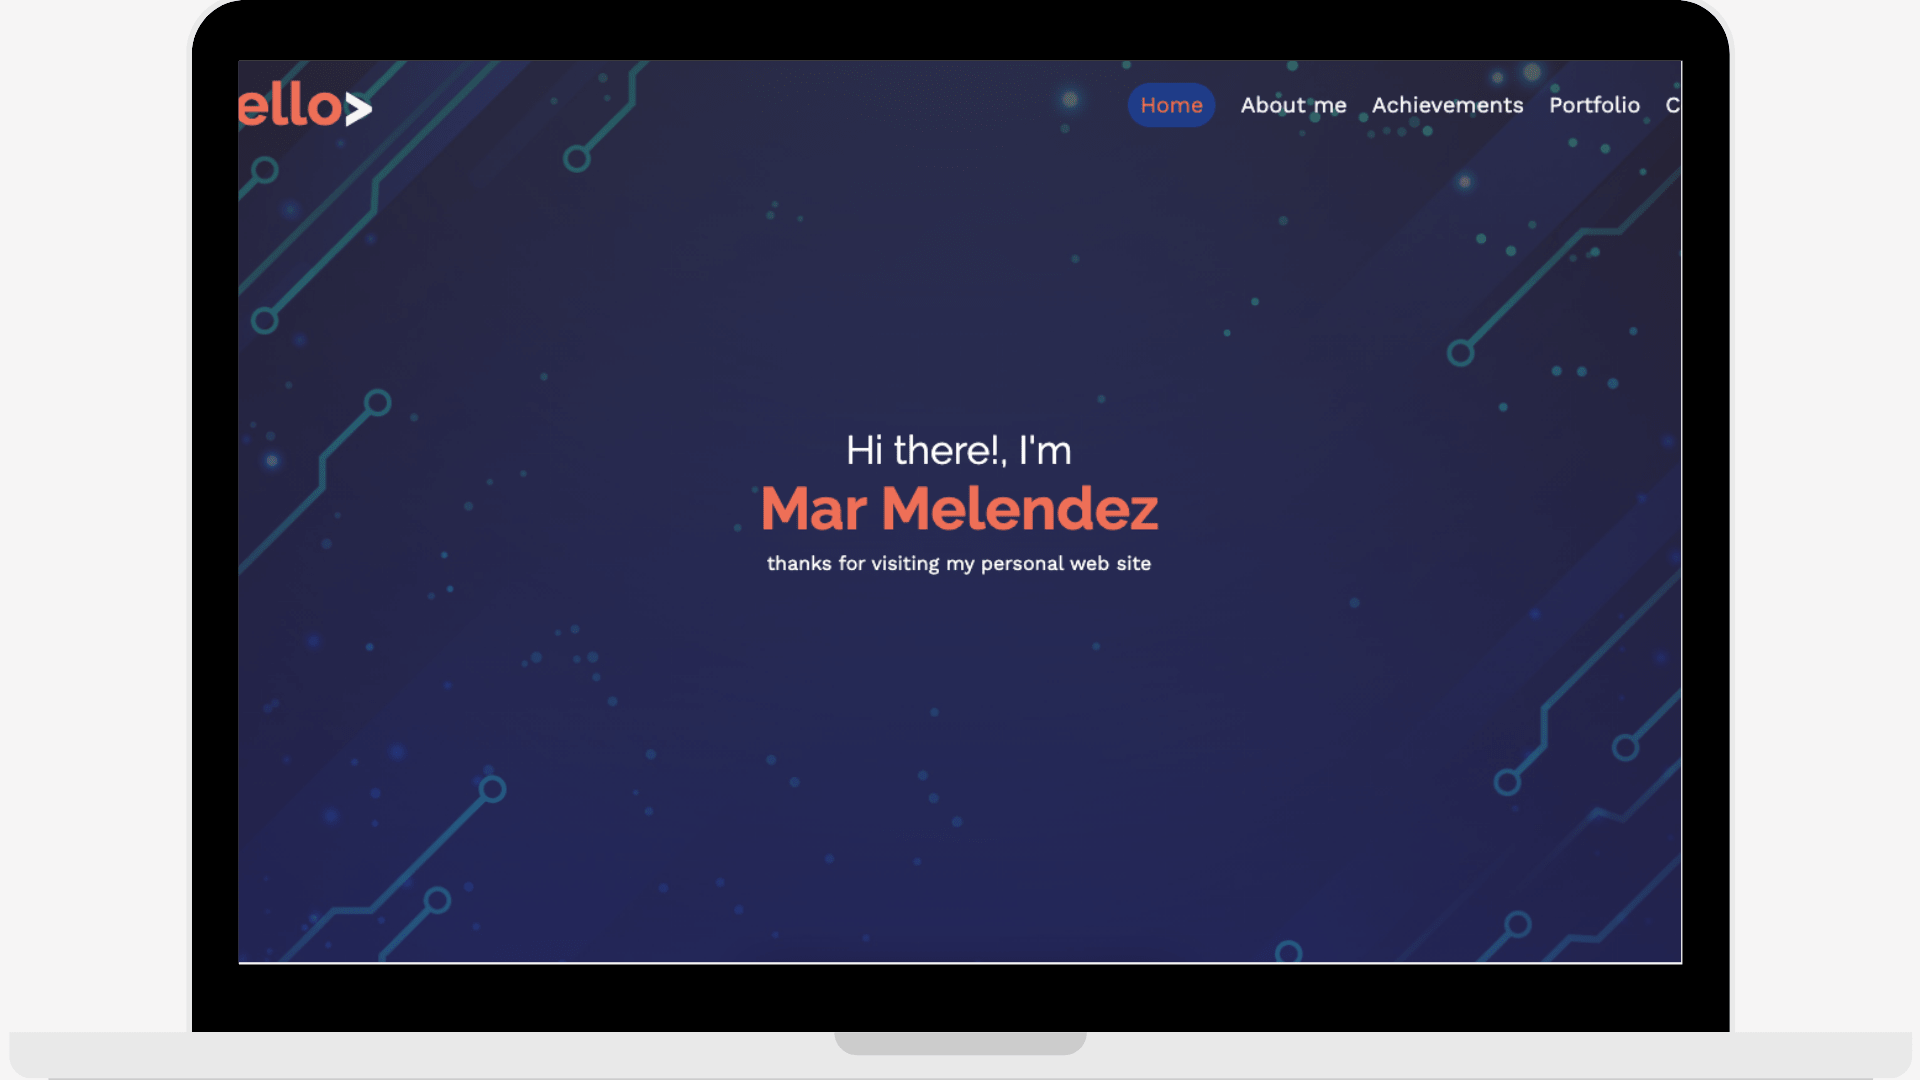 ello>
Home About me Achievements Portfolio C
Hi there!, I'm
Mar Melendez
thanks for visiting my personal web site